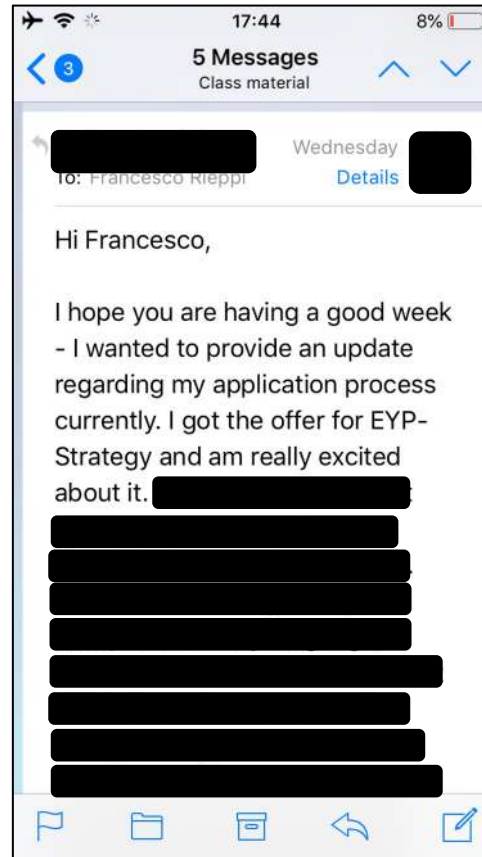 17:44 8%
3 5 Messages
Class material
Wednesday
To: Francesco Rieppi Details
Hi Francesco,
I hope you are having a good week
- I wanted to provide an update
regarding my application process
currently. I got the offer for EYP-
Strategy and am really excited
about it.